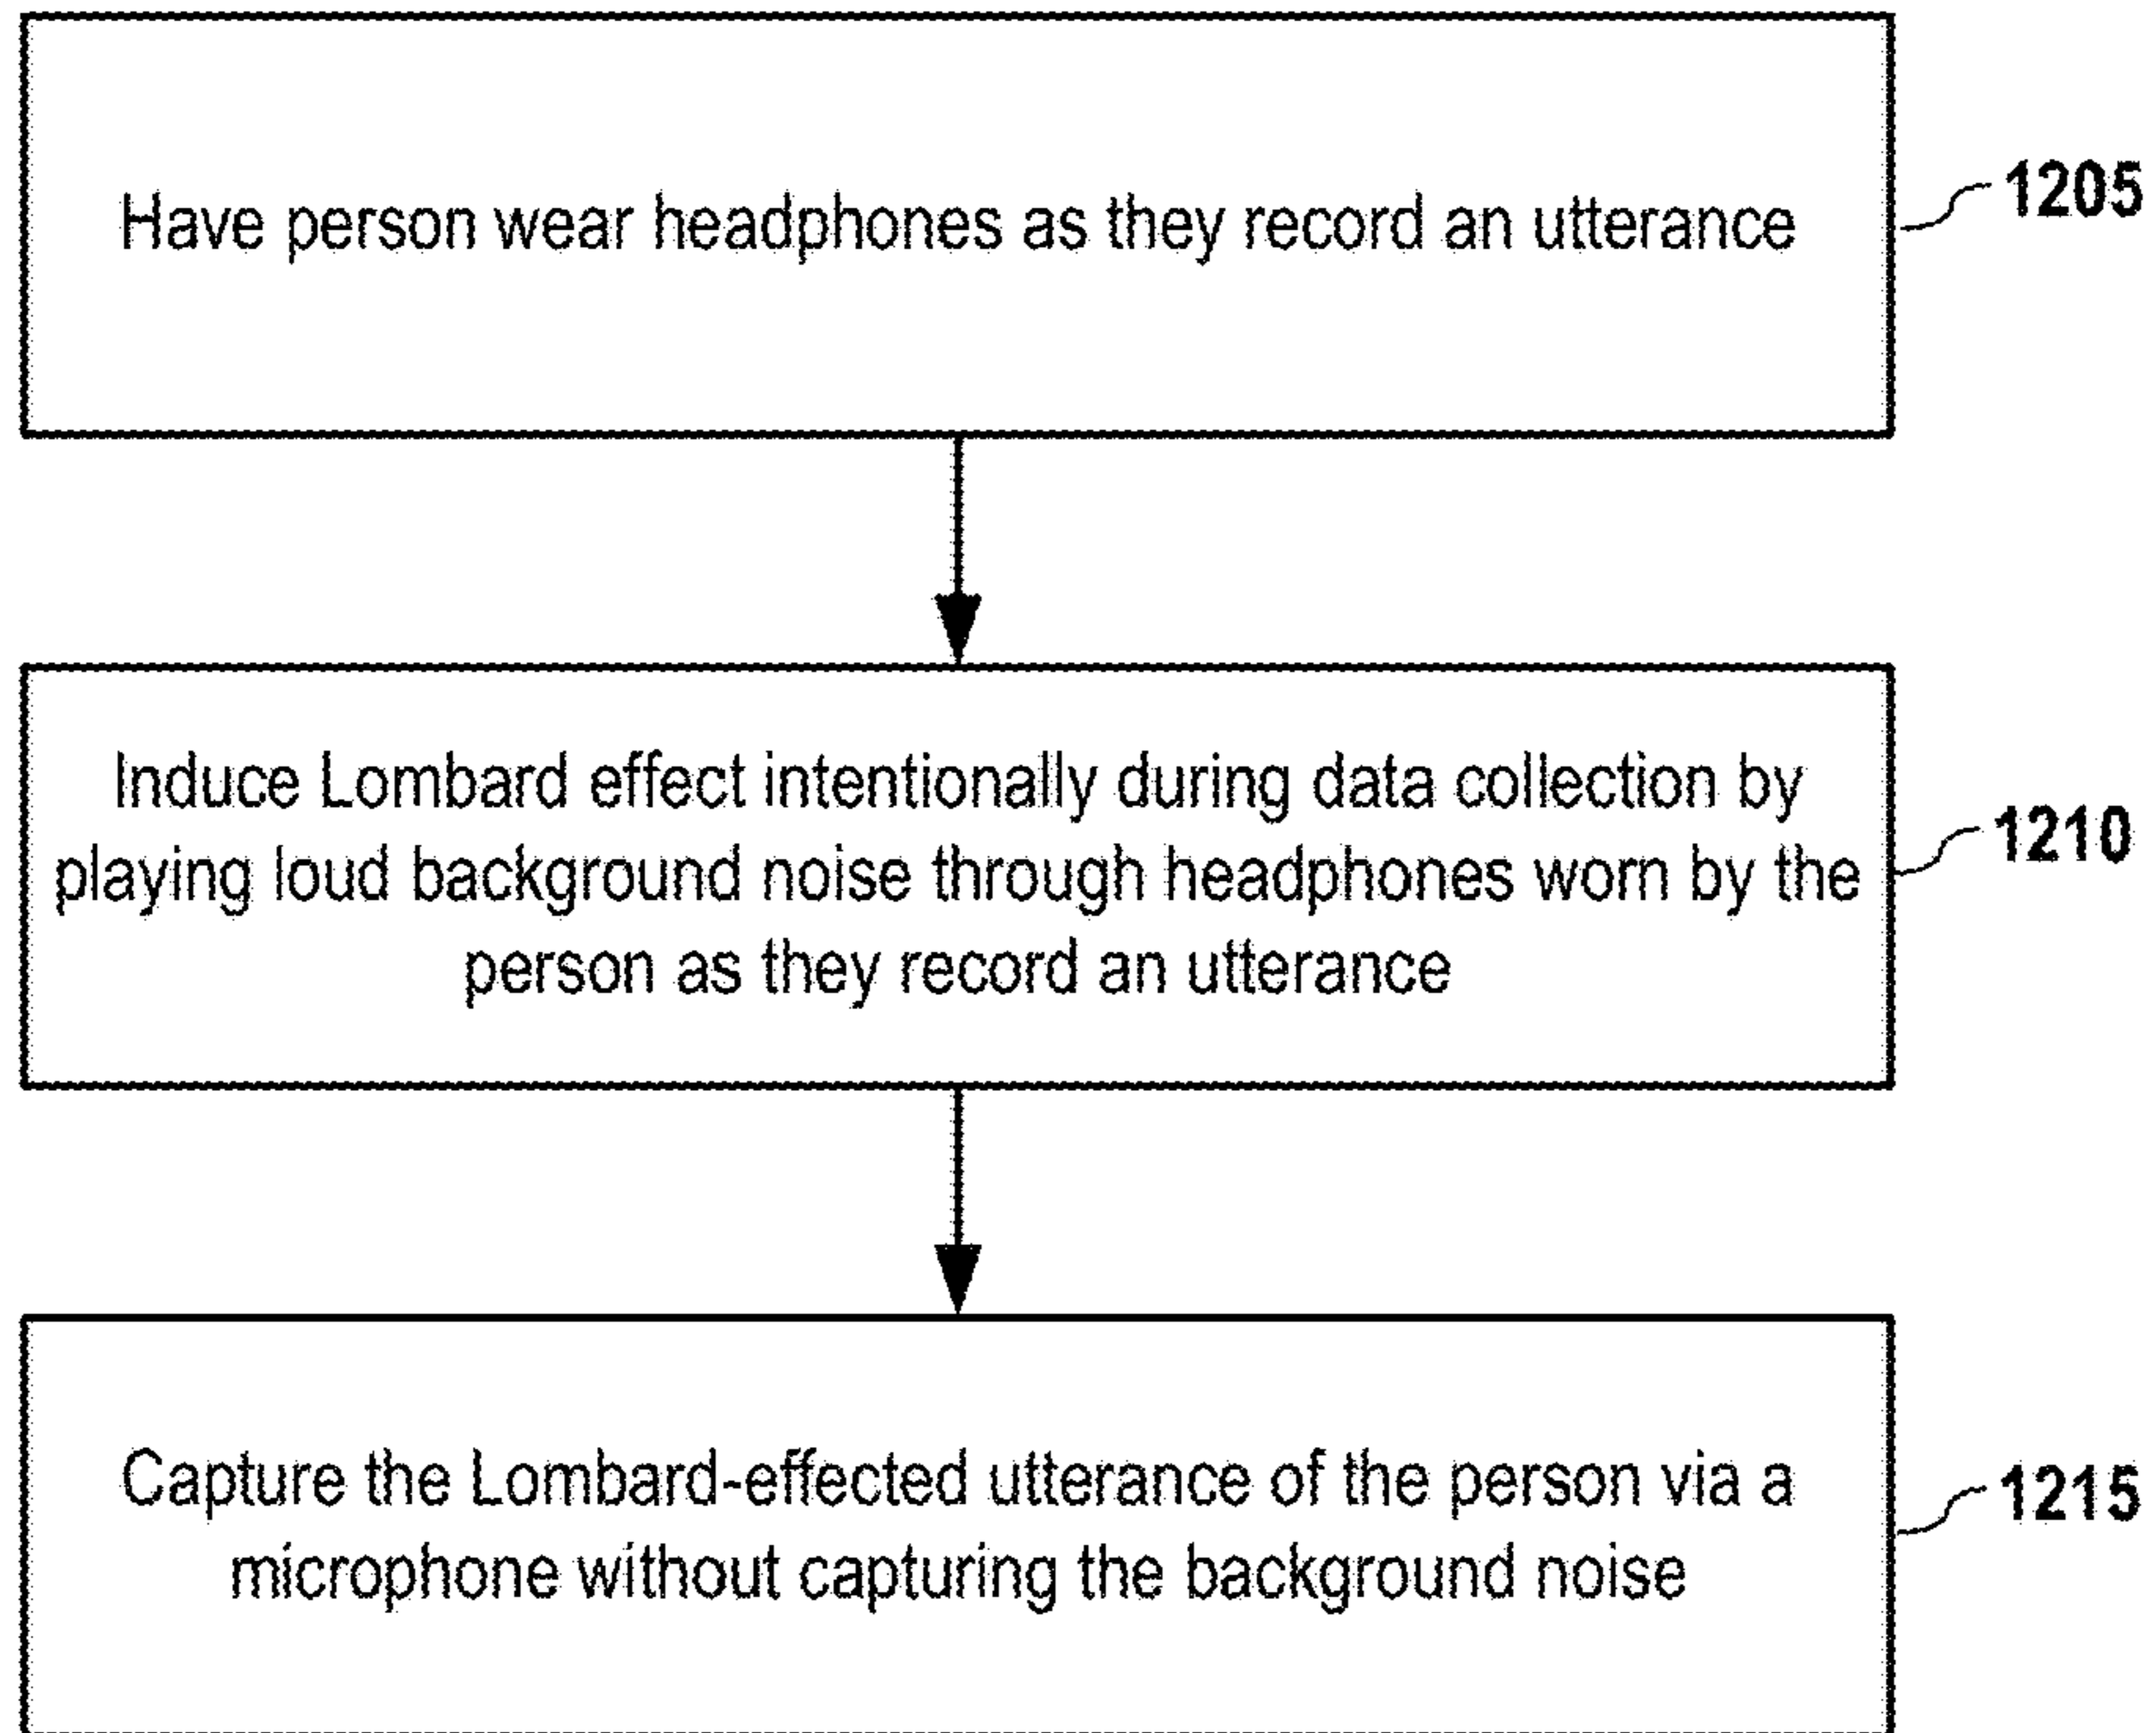 Have person wear headphones as they record an utterance
1205
Induce Lombard effect intentionally during data collection by
playing loud background noise through headphones worn by the
person as they record an utterance
1210
Capture the Lombard-effected utterance of the person via a
microphone without capturing the background noise
1215